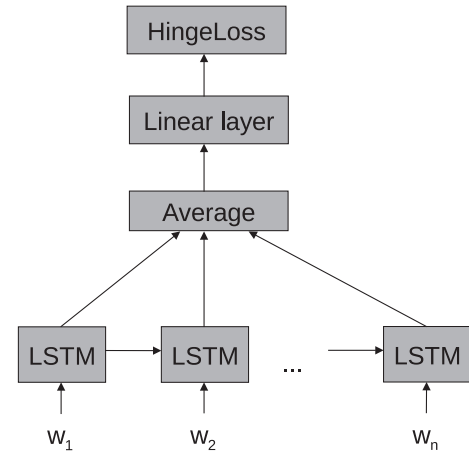 HingeLoss
Linear layer
Average
LSTM LSTM ... LSTM
w1 w2 wn